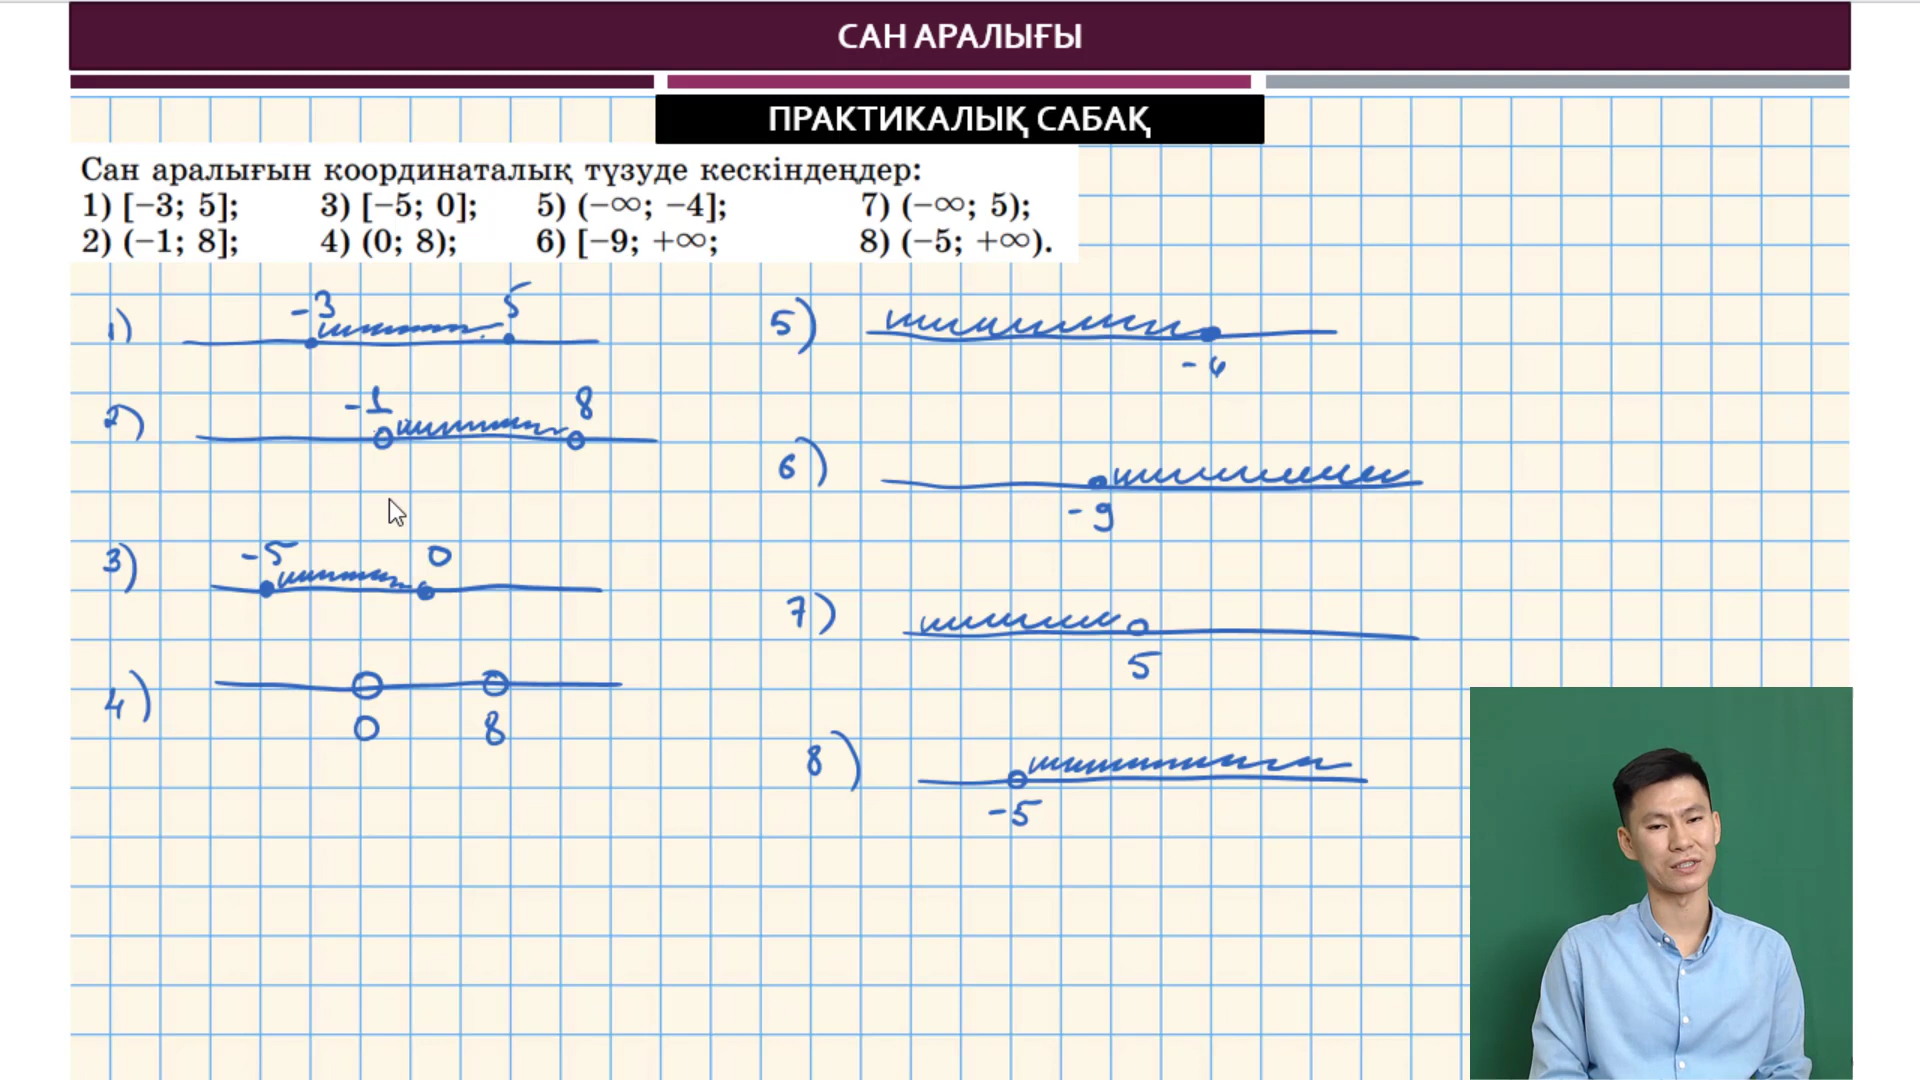 САН АРАЛЫҒЫ
ПРАКТИКАЛЫҚ САБАҚ
Сан аралығын координаталық түзуде кескіндеңдер:
1) [−3; 5]; 3) [−5; 0]; 5) (−∞; −4]; 7) (−∞; 5);
2) (−1; 8]; 4) (0; 8); 6) [−9; +∞; 8) (−5; +∞).
1) -3 5
2) -1 8
3) -5 0
4) 0 8
5) -4
6) -9
7) 5
8) -5